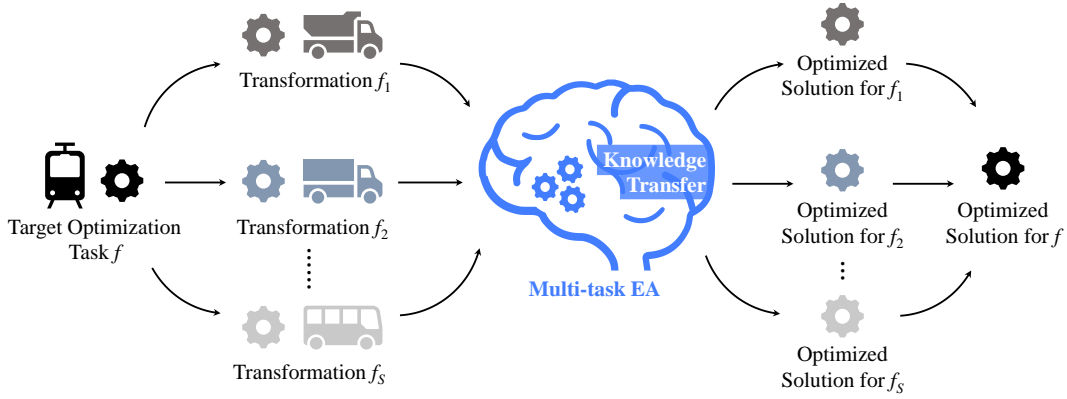 Target Optimization
Task f
Transformation f1
Transformation f2
Transformation fS
Knowledge
Transfer
Multi-task EA
Optimized
Solution for f1
Optimized
Solution for f2
Optimized
Solution for fS
Optimized
Solution for f